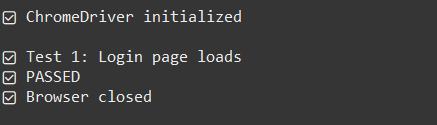 ☑ ChromeDriver initialized
☑ Test 1: Login page loads
☑ PASSED
☑ Browser closed